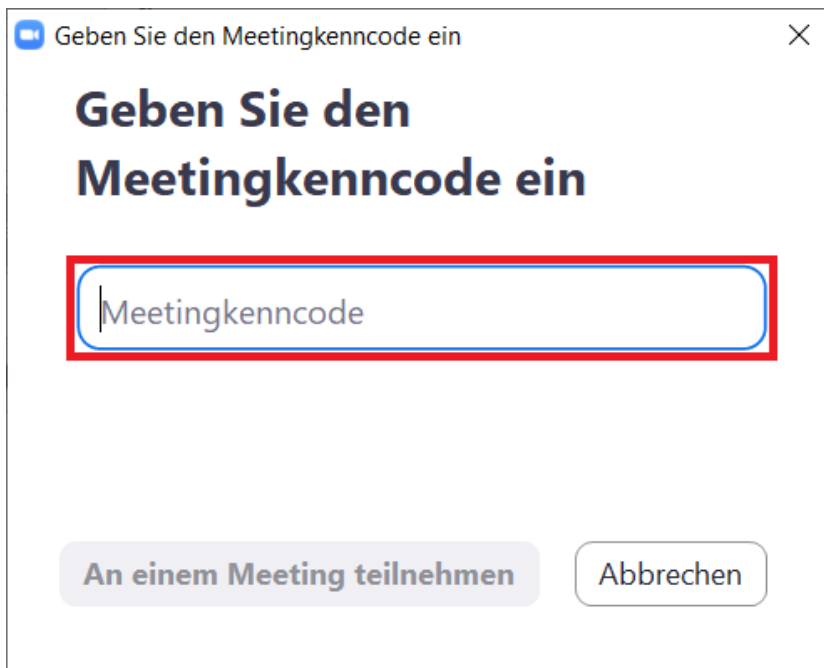 Geben Sie den Meetingkenncode ein
Geben Sie den
Meetingkenncode ein
Meetingkenncode
An einem Meeting teilnehmen
Abbrechen